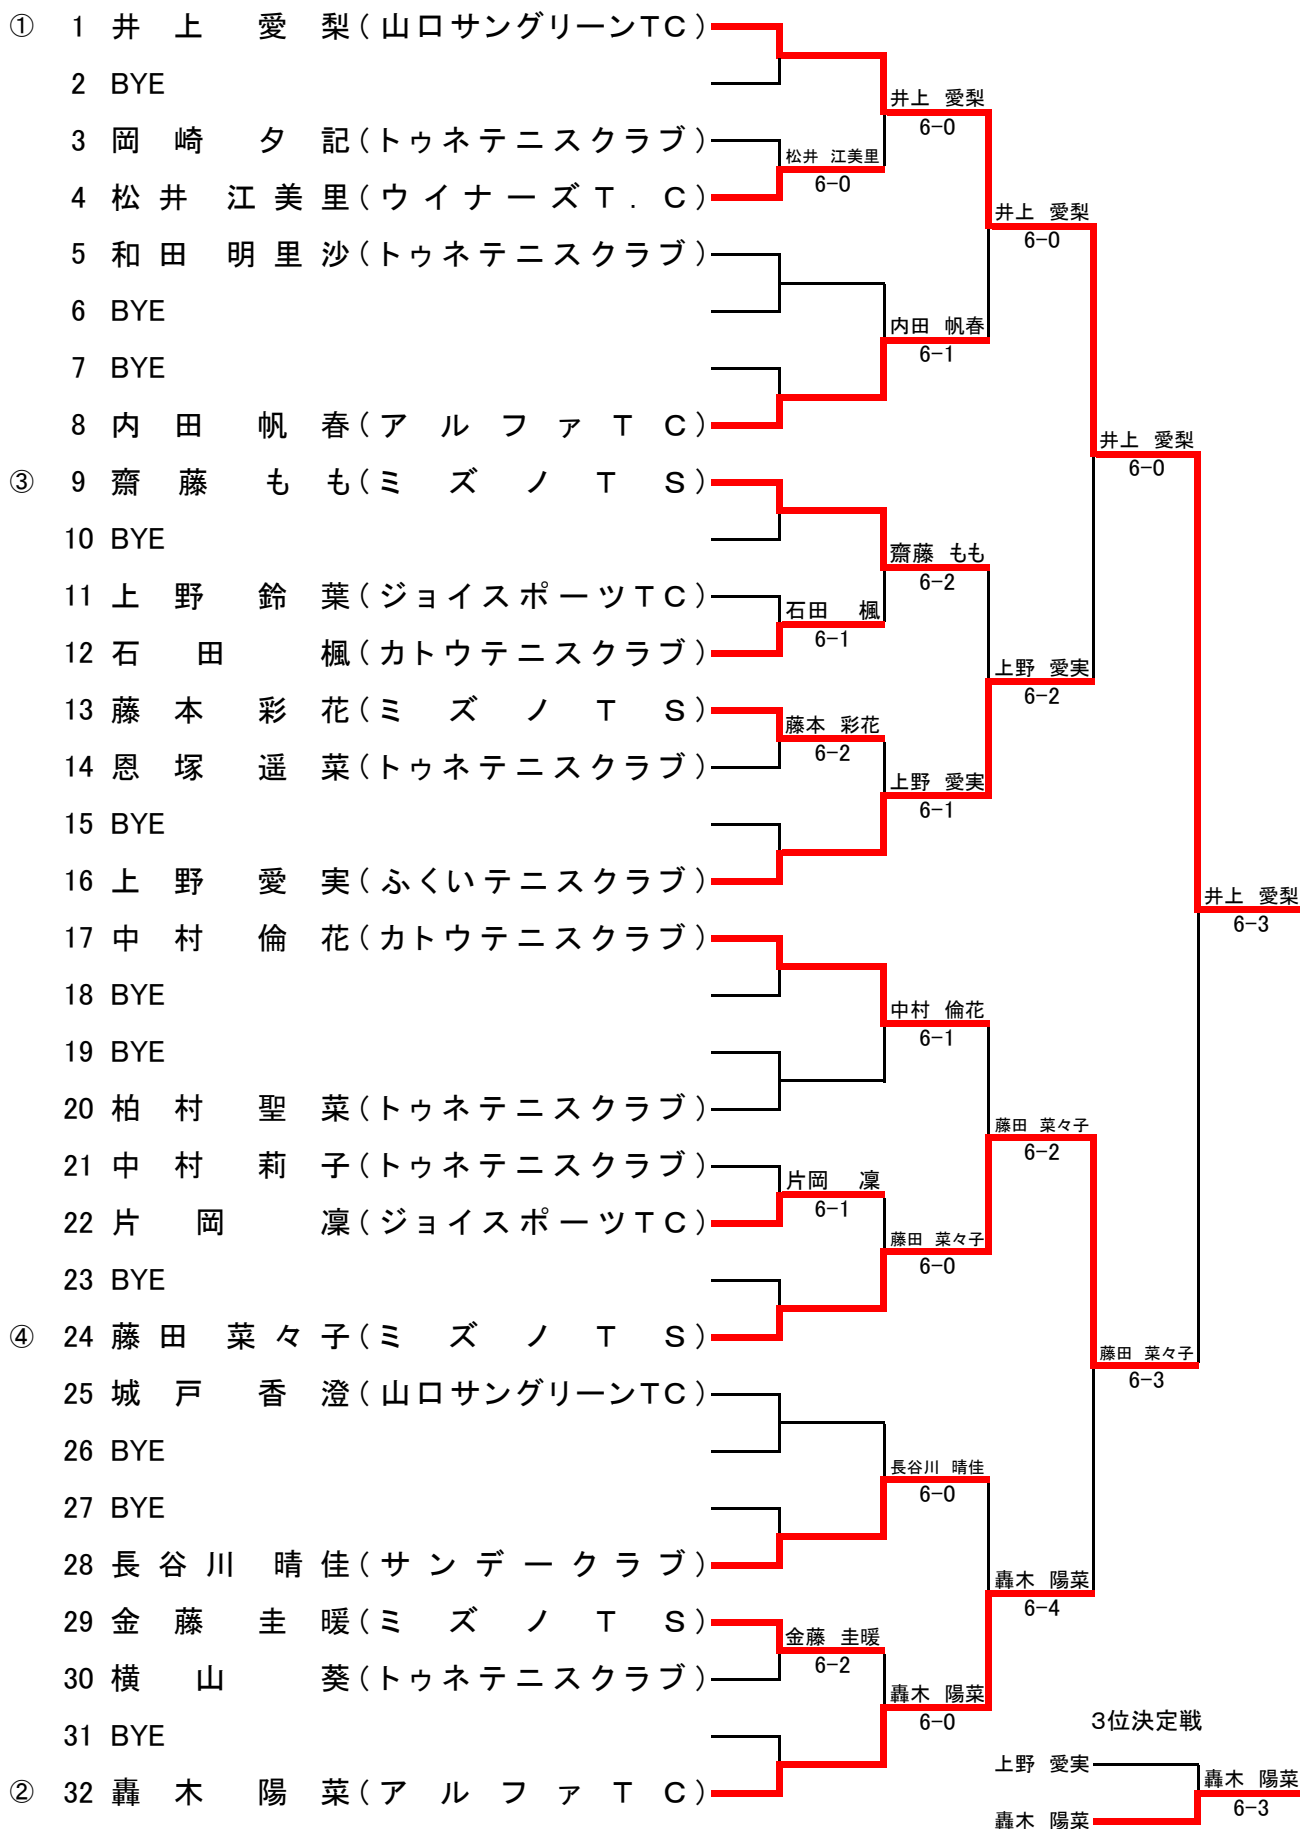 ① 1 井上 愛梨(山口サングリーンTC)
2 BYE
井上 愛梨
6-0
3 岡崎 夕記(トゥネテニスクラブ)
松井 江美里
6-0
4 松井 江美里(ウイナーズT.C)
井上 愛梨
6-0
5 和田 明里沙(トゥネテニスクラブ)
6 BYE
内田 帆春
6-1
7 BYE
8 内田 帆春(アルファTC)
井上 愛梨
6-0
③ 9 齋藤 もも(ミズノTS)
10 BYE
齋藤 もも
6-2
11 上野 鈴葉(ジョイスポーツTC)
石田 楓
6-1
12 石田 楓(カトウテニスクラブ)
上野 愛実
6-2
13 藤本 彩花(ミズノTS)
藤本 彩花
6-2
14 恩塚 遥菜(トゥネテニスクラブ)
上野 愛実
6-1
15 BYE
16 上野 愛実(ふくいテニスクラブ)
井上 愛梨
6-3
17 中村 倫花(カトウテニスクラブ)
18 BYE
中村 倫花
6-1
19 BYE
20 柏村 聖菜(トゥネテニスクラブ)
藤田 菜々子
6-2
21 中村 莉子(トゥネテニスクラブ)
片岡 凜
6-1
22 片岡 凜(ジョイスポーツTC)
藤田 菜々子
6-0
23 BYE
④ 24 藤田 菜々子(ミズノTS)
藤田 菜々子
6-3
25 城戸 香澄(山口サングリーンTC)
26 BYE
長谷川 晴佳
6-0
27 BYE
28 長谷川 晴佳(サンデークラブ)
轟木 陽菜
6-4
29 金藤 圭暖(ミズノTS)
金藤 圭暖
6-2
30 横山 葵(トゥネテニスクラブ)
轟木 陽菜
6-0
31 BYE
② 32 轟木 陽菜(アルファTC)
3位決定戦
上野 愛実
轟木 陽菜
6-3
轟木 陽菜